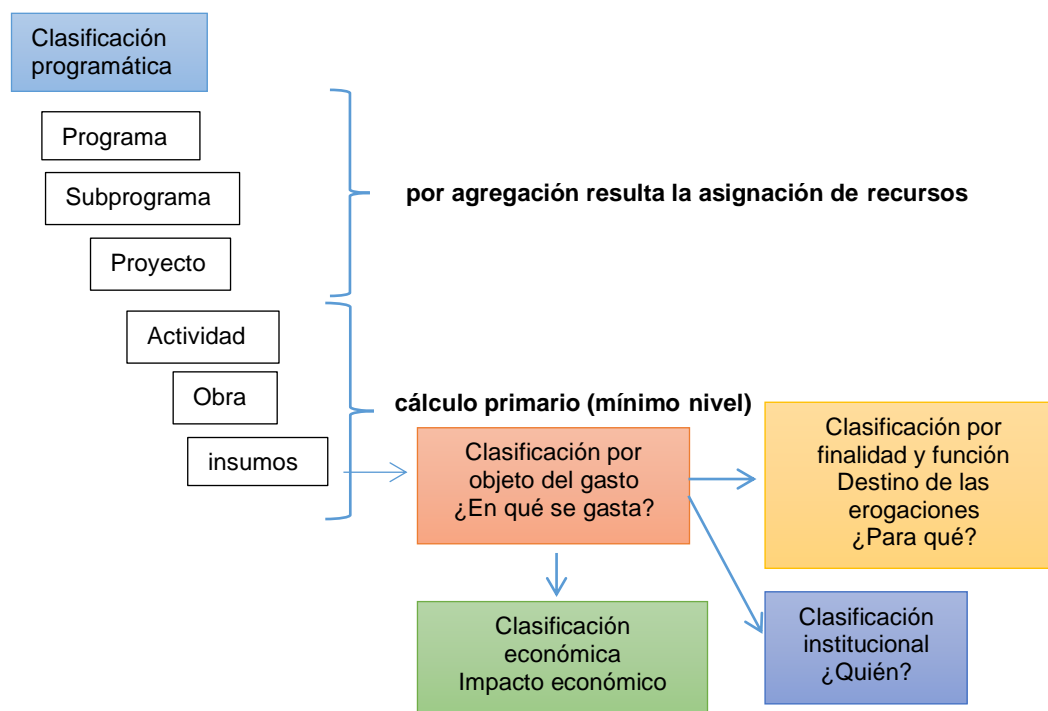 Clasificación
programática
Programa
Subprograma
por agregación resulta la asignación de recursos
Proyecto
Actividad
Obra
cálculo primario (mínimo nivel)
insumos
Clasificación por
objeto del gasto
¿En qué se gasta?
Clasificación por
finalidad y función
Destino de las
erogaciones
¿Para qué?
Clasificación
económica
Impacto económico
Clasificación
institucional
¿Quién?